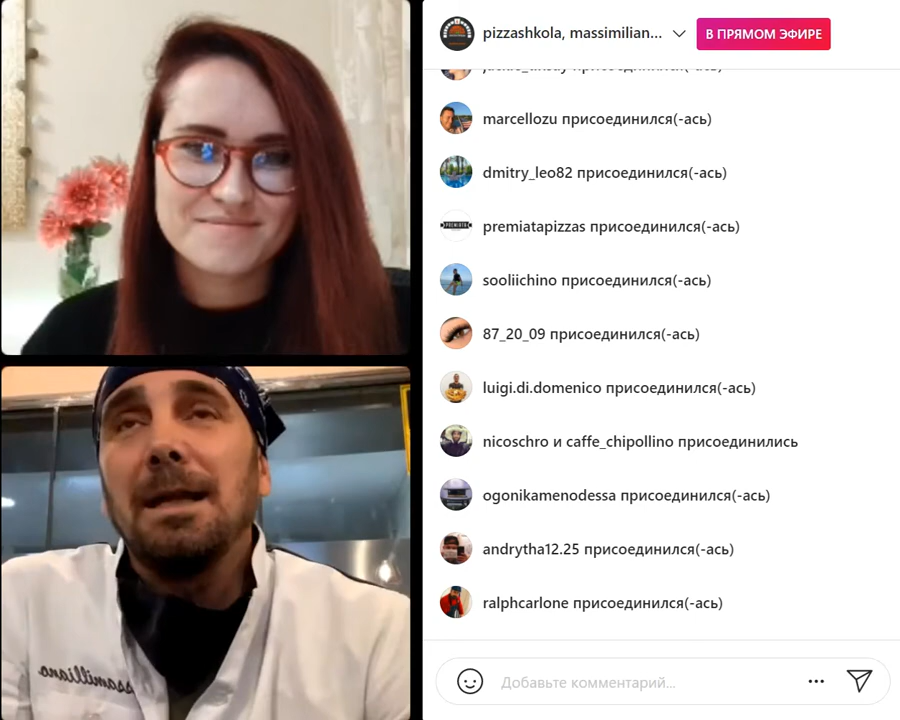 pizzashkola, massimilian...
В ПРЯМОМ ЭФИРЕ
marcellozu присоединился(-ась)
dmitry_leo82 присоединился(-ась)
premiatapizzas присоединился(-ась)
sooliichino присоединился(-ась)
87_20_09 присоединился(-ась)
luigi.di.domenico присоединился(-ась)
nicoschro и caffe_chipollino присоединились
ogonikamenodessa присоединился(-ась)
andrytha12.25 присоединился(-ась)
ralphcarlone присоединился(-ась)
Добавьте комментарий...